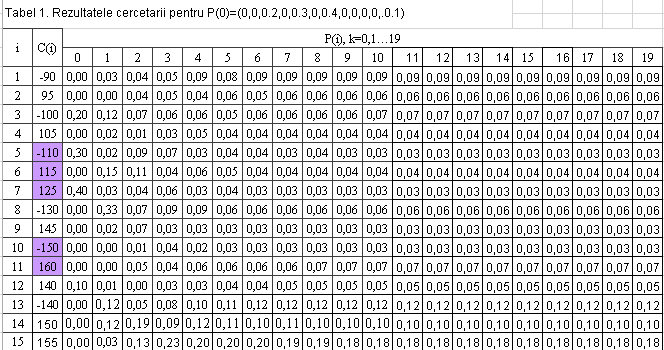 Tabel 1. Rezultatele cercetarii pentru P(0)=(0,0,0.2,0,0.3,0,0.4,0,0,0,0,.0.1)
i C(i) P(i), k=0,1…19
0 1 2 3 4 5 6 7 8 9 10 11 12 13 14 15 16 17 18 19
1 -90 0,00 0,03 0,04 0,05 0,09 0,08 0,09 0,09 0,09 0,09 0,09 0,09 0,09 0,09 0,09 0,09 0,09 0,09 0,09 0,09
2 95 0,00 0,00 0,04 0,05 0,04 0,06 0,05 0,06 0,06 0,06 0,06 0,06 0,06 0,06 0,06 0,06 0,06 0,06 0,06 0,06
3 -100 0,20 0,12 0,07 0,06 0,06 0,05 0,06 0,06 0,06 0,06 0,07 0,07 0,07 0,07 0,07 0,07 0,07 0,07 0,07 0,07
4 105 0,00 0,02 0,01 0,03 0,05 0,04 0,04 0,04 0,04 0,04 0,04 0,04 0,04 0,04 0,04 0,04 0,04 0,04 0,04 0,04
5 -110 0,30 0,02 0,09 0,07 0,03 0,04 0,04 0,03 0,04 0,03 0,03 0,03 0,03 0,03 0,03 0,03 0,03 0,03 0,03 0,03
6 115 0,00 0,15 0,11 0,04 0,06 0,05 0,04 0,04 0,04 0,04 0,04 0,04 0,04 0,04 0,04 0,04 0,04 0,04 0,04 0,04
7 125 0,40 0,03 0,04 0,06 0,04 0,03 0,03 0,03 0,03 0,03 0,03 0,03 0,03 0,03 0,03 0,03 0,03 0,03 0,03 0,03
8 -130 0,00 0,33 0,07 0,09 0,09 0,06 0,06 0,06 0,06 0,06 0,06 0,06 0,06 0,06 0,06 0,06 0,06 0,06 0,06 0,06
9 145 0,00 0,02 0,07 0,03 0,03 0,03 0,03 0,03 0,03 0,03 0,03 0,03 0,03 0,03 0,03 0,03 0,03 0,03 0,03 0,03
10 -150 0,00 0,00 0,01 0,04 0,02 0,03 0,03 0,03 0,03 0,03 0,03 0,03 0,03 0,03 0,03 0,03 0,03 0,03 0,03 0,03
11 160 0,00 0,00 0,05 0,04 0,06 0,06 0,06 0,06 0,07 0,07 0,07 0,07 0,07 0,07 0,07 0,07 0,07 0,07 0,07 0,07
12 140 0,10 0,01 0,00 0,03 0,03 0,04 0,04 0,05 0,05 0,05 0,05 0,05 0,05 0,05 0,05 0,05 0,05 0,05 0,05 0,05
13 -140 0,00 0,12 0,05 0,08 0,10 0,11 0,12 0,12 0,12 0,12 0,12 0,12 0,12 0,12 0,12 0,12 0,12 0,12 0,12 0,12
14 150 0,00 0,12 0,19 0,09 0,12 0,11 0,10 0,11 0,10 0,10 0,10 0,10 0,10 0,10 0,10 0,10 0,10 0,10 0,10 0,10
15 155 0,00 0,03 0,13 0,23 0,20 0,20 0,20 0,19 0,19 0,18 0,18 0,18 0,18 0,18 0,18 0,18 0,18 0,18 0,18 0,18